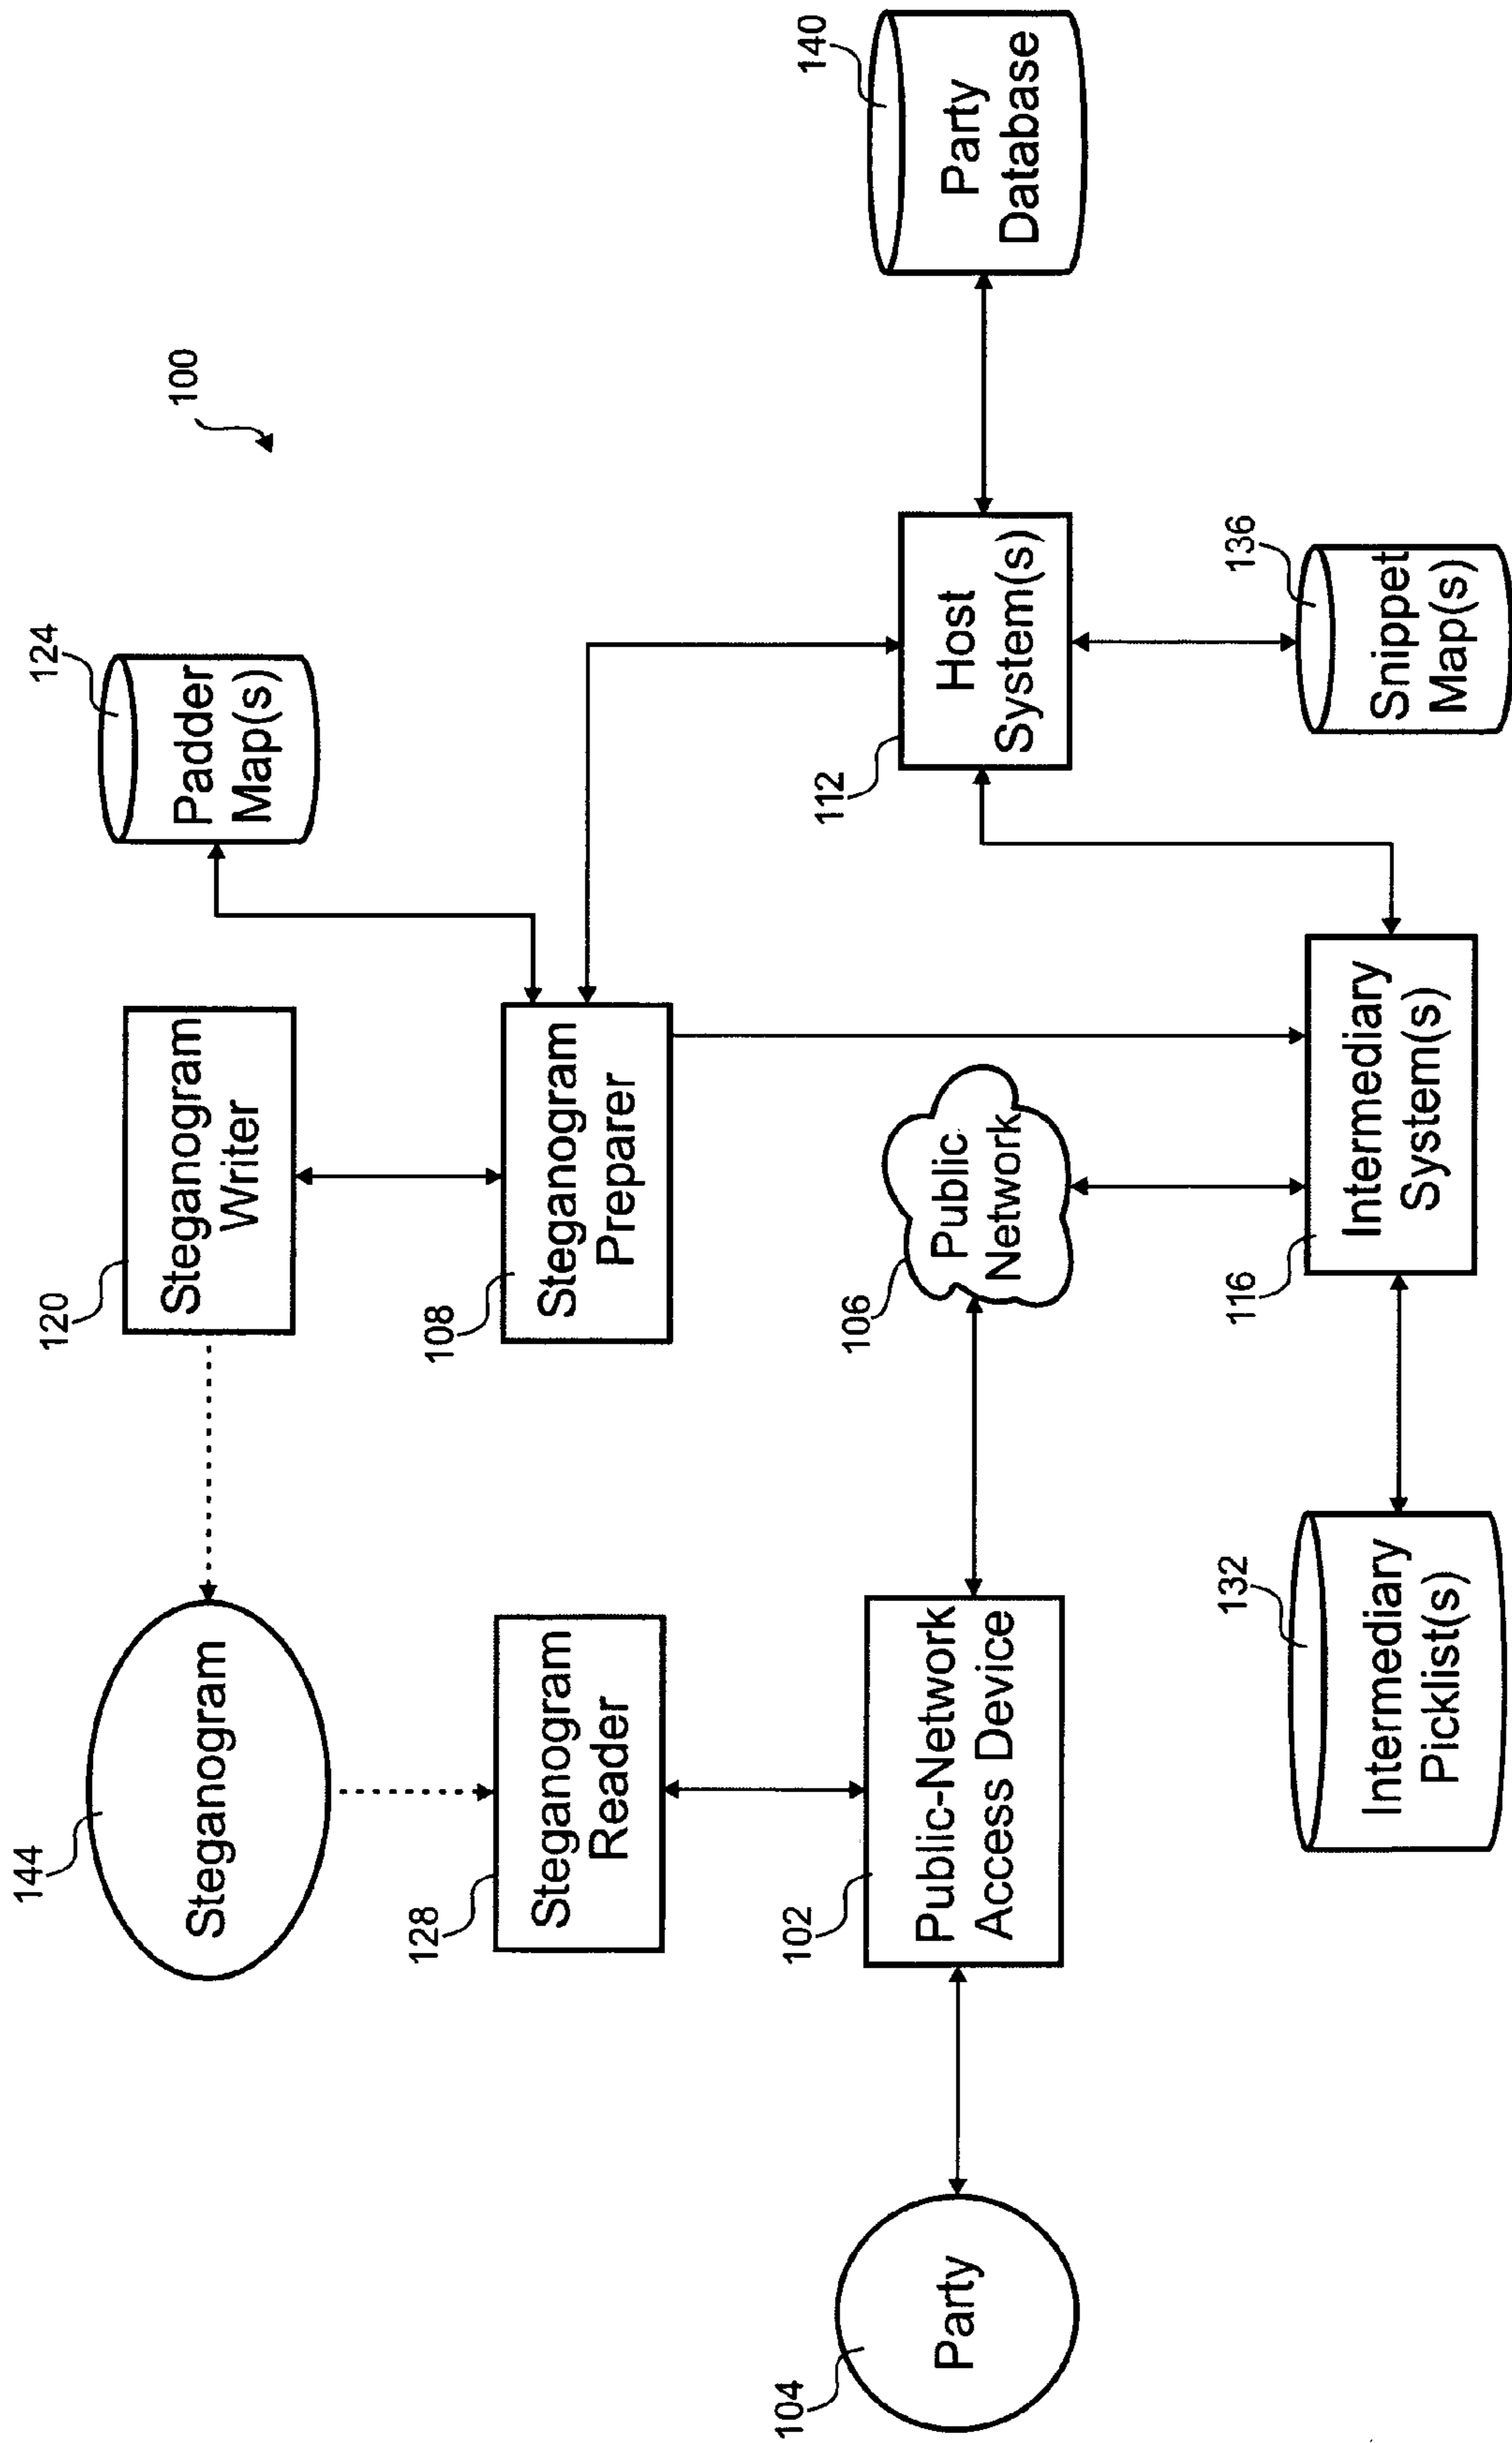 100
144
Steganogram
120
Steganogram
Writer
124
Padder
Map(s)
128
Steganogram
Reader
108
Steganogram
Preparer
104
Party
102
Public-Network
Access Device
106
Public
Network
112
Host
System(s)
140
Party
Database
132
Intermediary
Picklist(s)
116
Intermediary
System(s)
136
Snippet
Map(s)